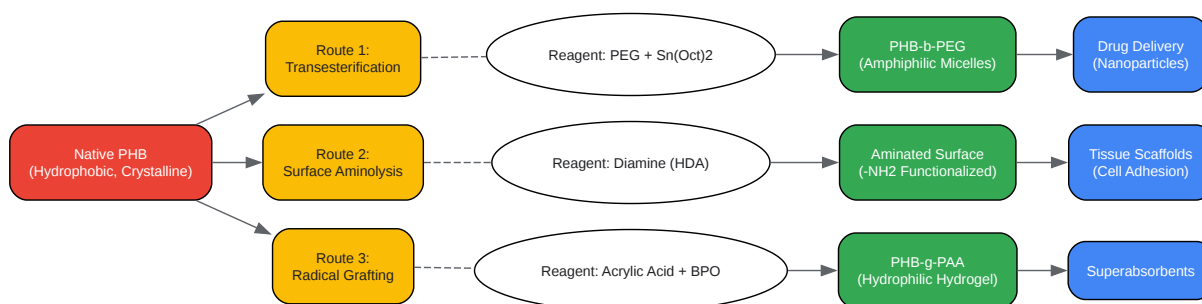 Native PHB
(Hydrophobic, Crystalline)
Route 1:
Transesterification
Reagent: PEG + Sn(Oct)2
PHB-b-PEG
(Amphiphilic Micelles)
Drug Delivery
(Nanoparticles)
Route 2:
Surface Aminolysis
Reagent: Diamine (HDA)
Aminated Surface
(-NH2 Functionalized)
Tissue Scaffolds
(Cell Adhesion)
Route 3:
Radical Grafting
Reagent: Acrylic Acid + BPO
PHB-g-PAA
(Hydrophilic Hydrogel)
Superabsorbents